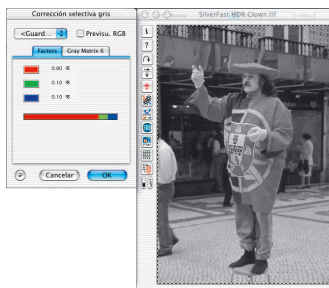 Corrección selectiva gris
<Guard...
Previsu. RGB
Factors
Gray Matrix 6
0.80 %
0.10 %
0.10 %
Cancelar
OK
SilverFast HDR Clown.tif